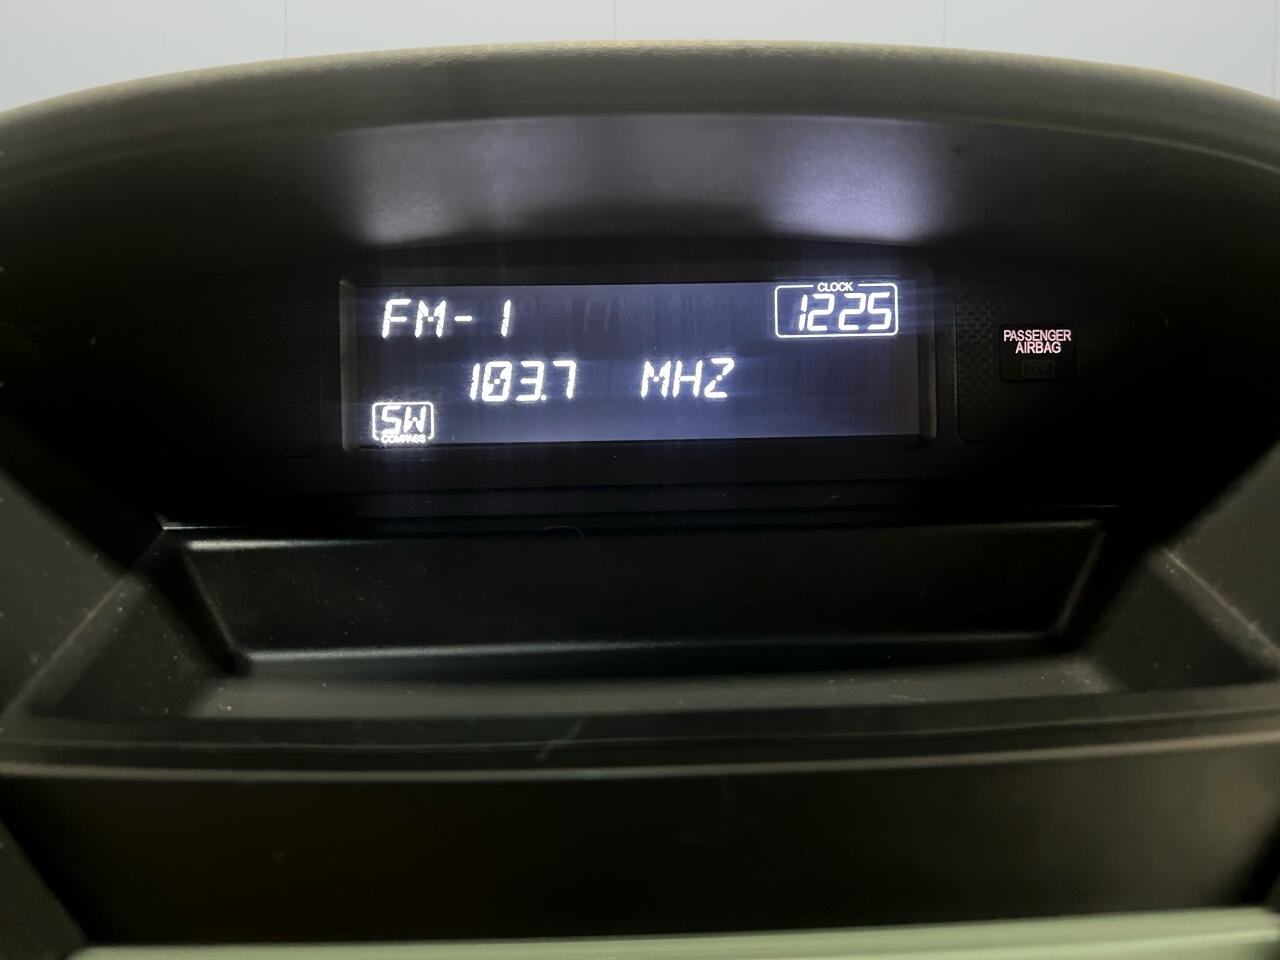 FM-1
CLOCK
1225
103.7 MHZ
SW
COMPASS
PASSENGER
AIRBAG